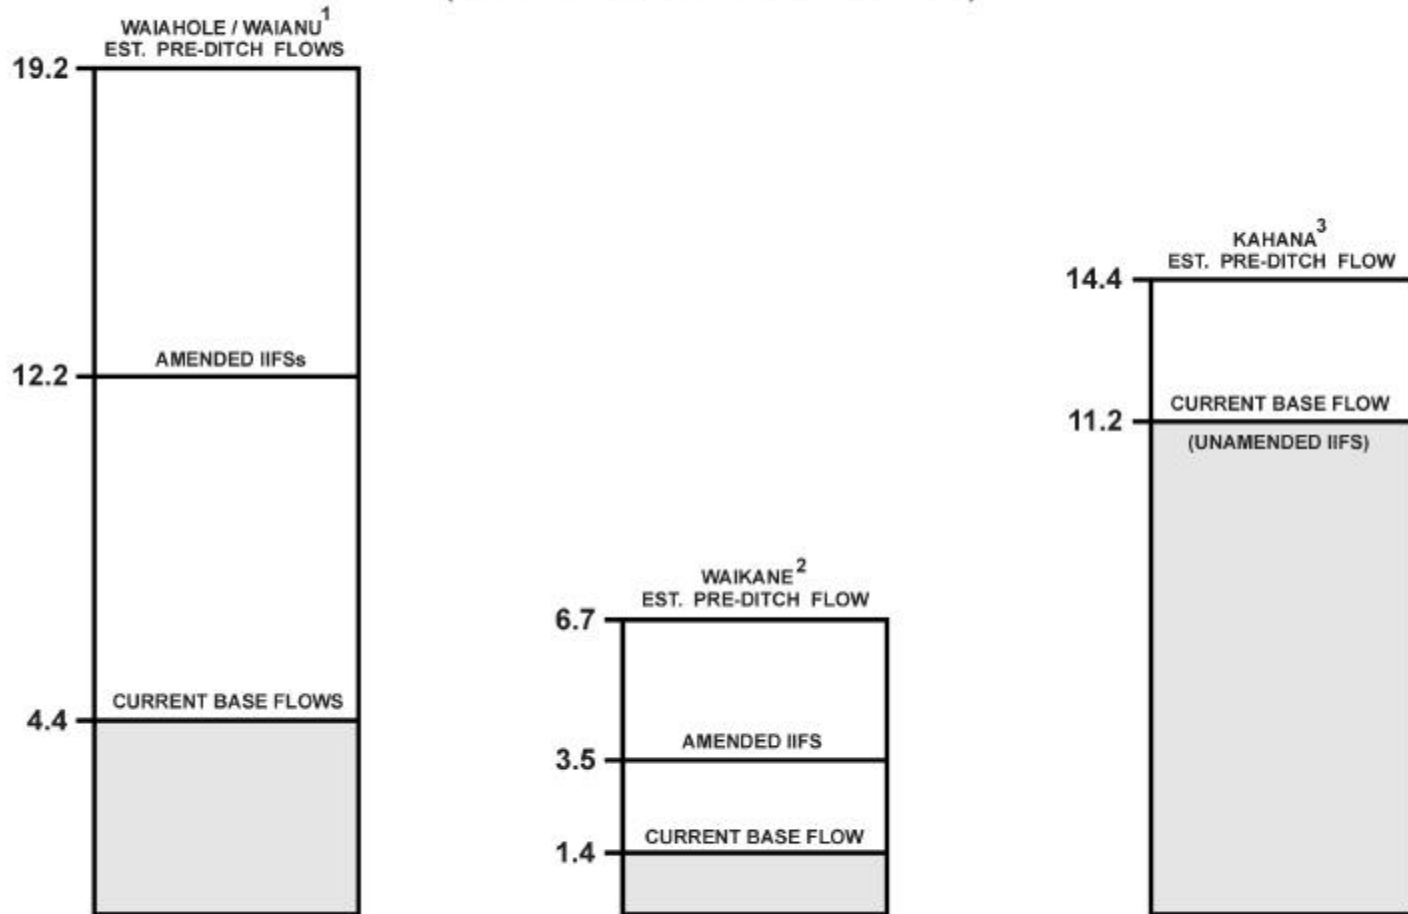 WAIAHOLE / WAIANU1
EST. PRE-DITCH FLOWS
19.2
AMENDED IIFSs
12.2
CURRENT BASE FLOWS
4.4
WAIKANE2
EST. PRE-DITCH FLOW
6.7
AMENDED IIFS
3.5
CURRENT BASE FLOW
1.4
KAHANA3
EST. PRE-DITCH FLOW
14.4
CURRENT BASE FLOW
11.2
(UNAMENDED IIFS)